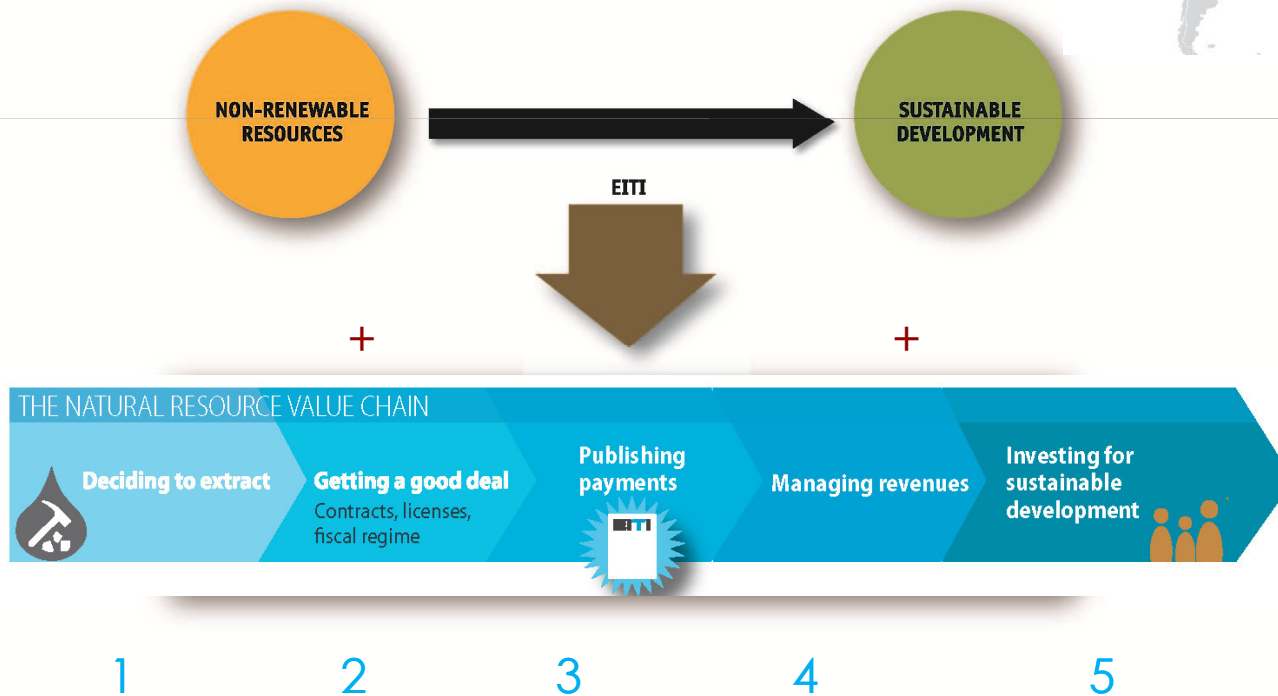 NON-RENEWABLE
RESOURCES
SUSTAINABLE
DEVELOPMENT
EITI
+
+
THE NATURAL RESOURCE VALUE CHAIN
Deciding to extract
Getting a good deal
Contracts, licenses,
fiscal regime
Publishing
payments
EITI
Managing revenues
Investing for
sustainable
development
1
2
3
4
5